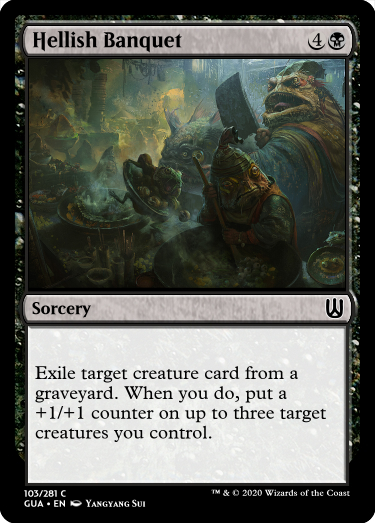 Hellish Banquet 4
Sorcery
Exile target creature card from a
graveyard. When you do, put a
+1/+1 counter on up to three target
creatures you control.
103/281 C
GUA • EN Yangyang Sui
™ & © 2020 Wizards of the Coast